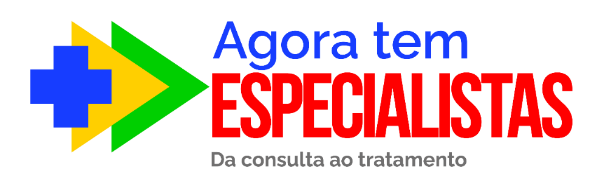 Agora tem
ESPECIALISTAS
Da consulta ao tratamento